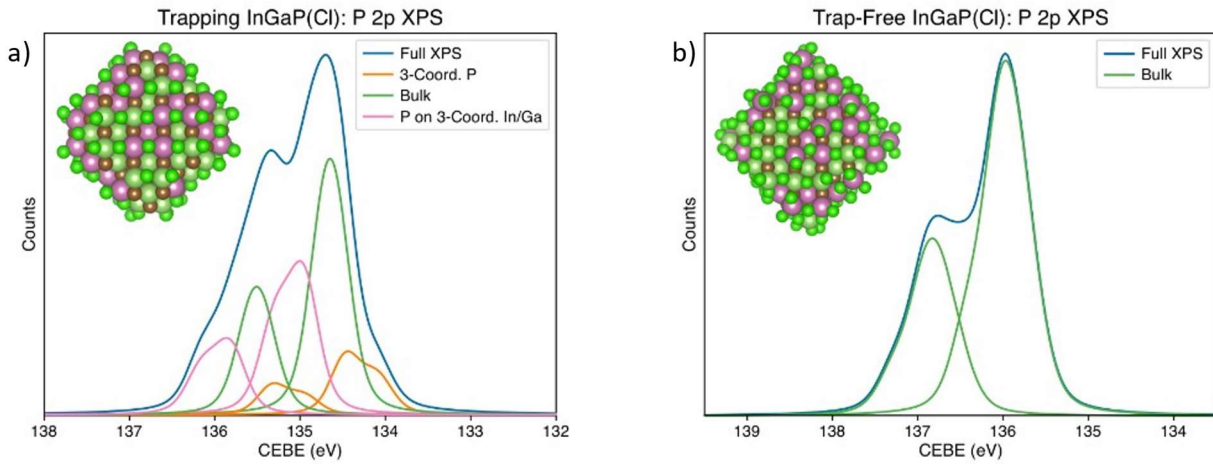 a)
Trapping InGaP(Cl): P 2p XPS
Full XPS
3-Coord. P
Bulk
P on 3-Coord. In/Ga
Counts
138 137 136 135 134 133 132
CEBE (eV)
b)
Trap-Free InGaP(Cl): P 2p XPS
Full XPS
Bulk
Counts
139 138 137 136 135 134
CEBE (eV)